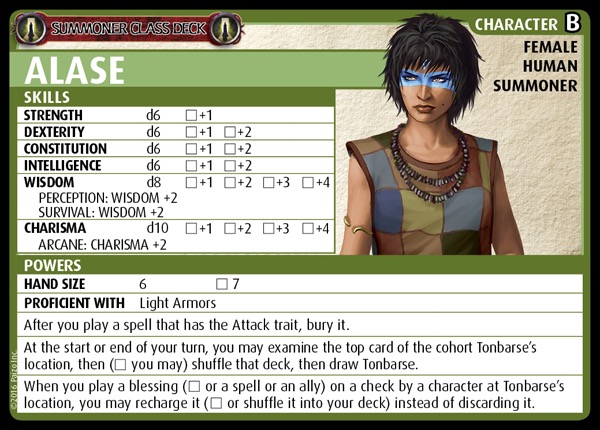 SUMMONER CLASS DECK
CHARACTER B
ALASE
FEMALE
HUMAN
SUMMONER
SKILLS
STRENGTH d6 □+1
DEXTERITY d6 □+1 □+2
CONSTITUTION d6 □+1 □+2
INTELLIGENCE d6 □+1 □+2
WISDOM d8 □+1 □+2 □+3 □+4
PERCEPTION: WISDOM +2
SURVIVAL: WISDOM +2
CHARISMA d10 □+1 □+2 □+3 □+4
ARCANE: CHARISMA +2
POWERS
HAND SIZE 6 □ 7
PROFICIENT WITH Light Armors
After you play a spell that has the Attack trait, bury it.
At the start or end of your turn, you may examine the top card of the cohort Tonbarse’s
location, then (□ you may) shuffle that deck, then draw Tonbarse.
When you play a blessing (□ or a spell or an ally) on a check by a character at Tonbarse’s
location, you may recharge it (□ or shuffle it into your deck) instead of discarding it.
©2016 Paizo Inc.